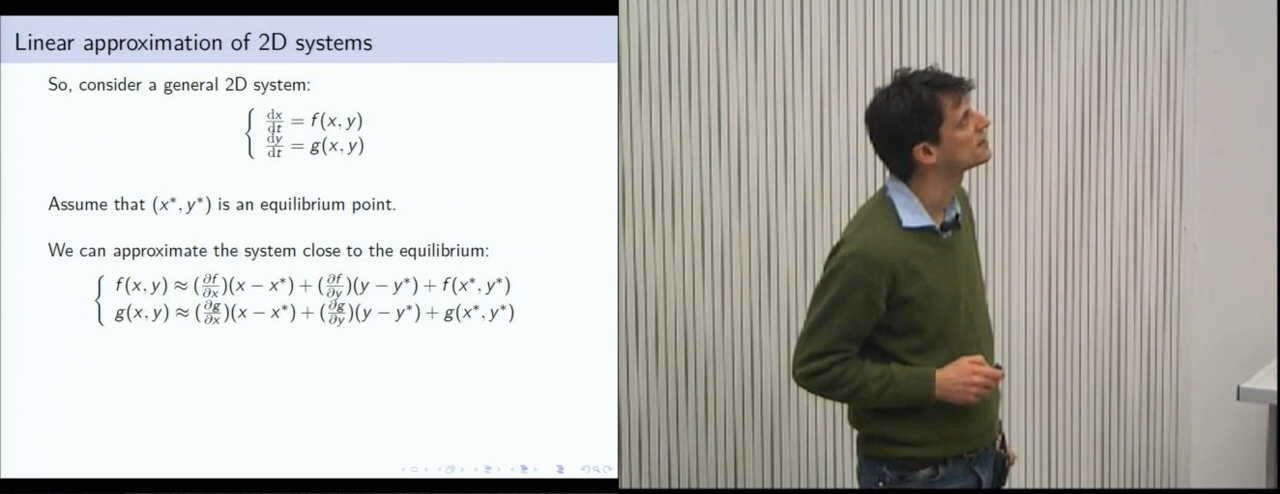 Linear approximation of 2D systems
So, consider a general 2D system:
{ dx/dt = f(x, y)
dy/dt = g(x, y)
Assume that (x*, y*) is an equilibrium point.
We can approximate the system close to the equilibrium:
{ f(x, y) ≈ (∂f/∂x)(x − x*) + (∂f/∂y)(y − y*) + f(x*, y*)
g(x, y) ≈ (∂g/∂x)(x − x*) + (∂g/∂y)(y − y*) + g(x*, y*)